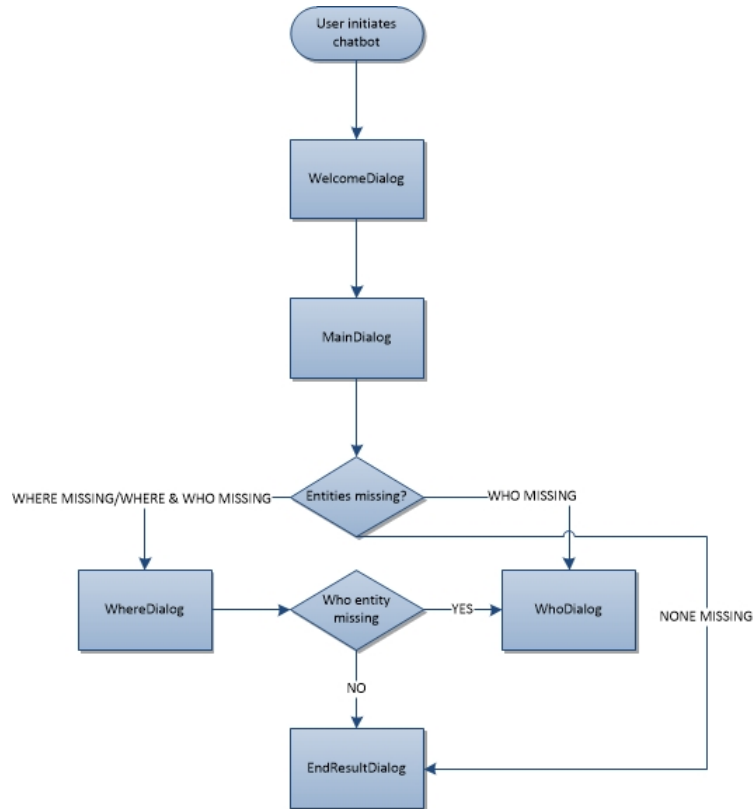 User initiates
chatbot
WelcomeDialog
MainDialog
Entities missing?
WHERE MISSING/WHERE & WHO MISSING
WHO MISSING
WhereDialog
Who entity
missing
YES
WhoDialog
NONE MISSING
NO
EndResultDialog